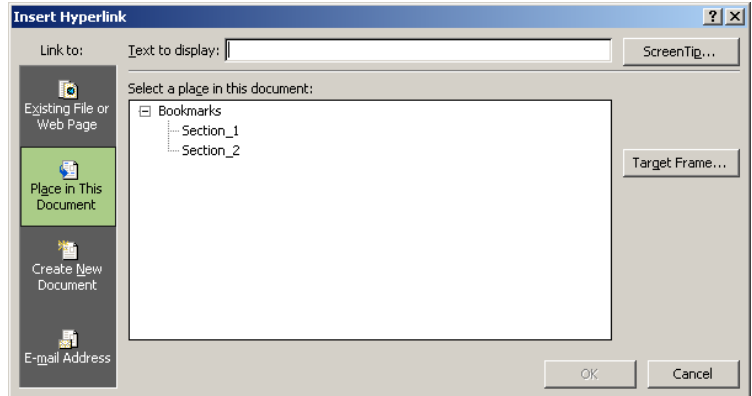 Insert Hyperlink
Link to:
Text to display:
ScreenTip...
Existing File or
Web Page
Place in This
Document
Create New
Document
E-mail Address
Select a place in this document:
Bookmarks
Section_1
Section_2
Target Frame...
OK
Cancel